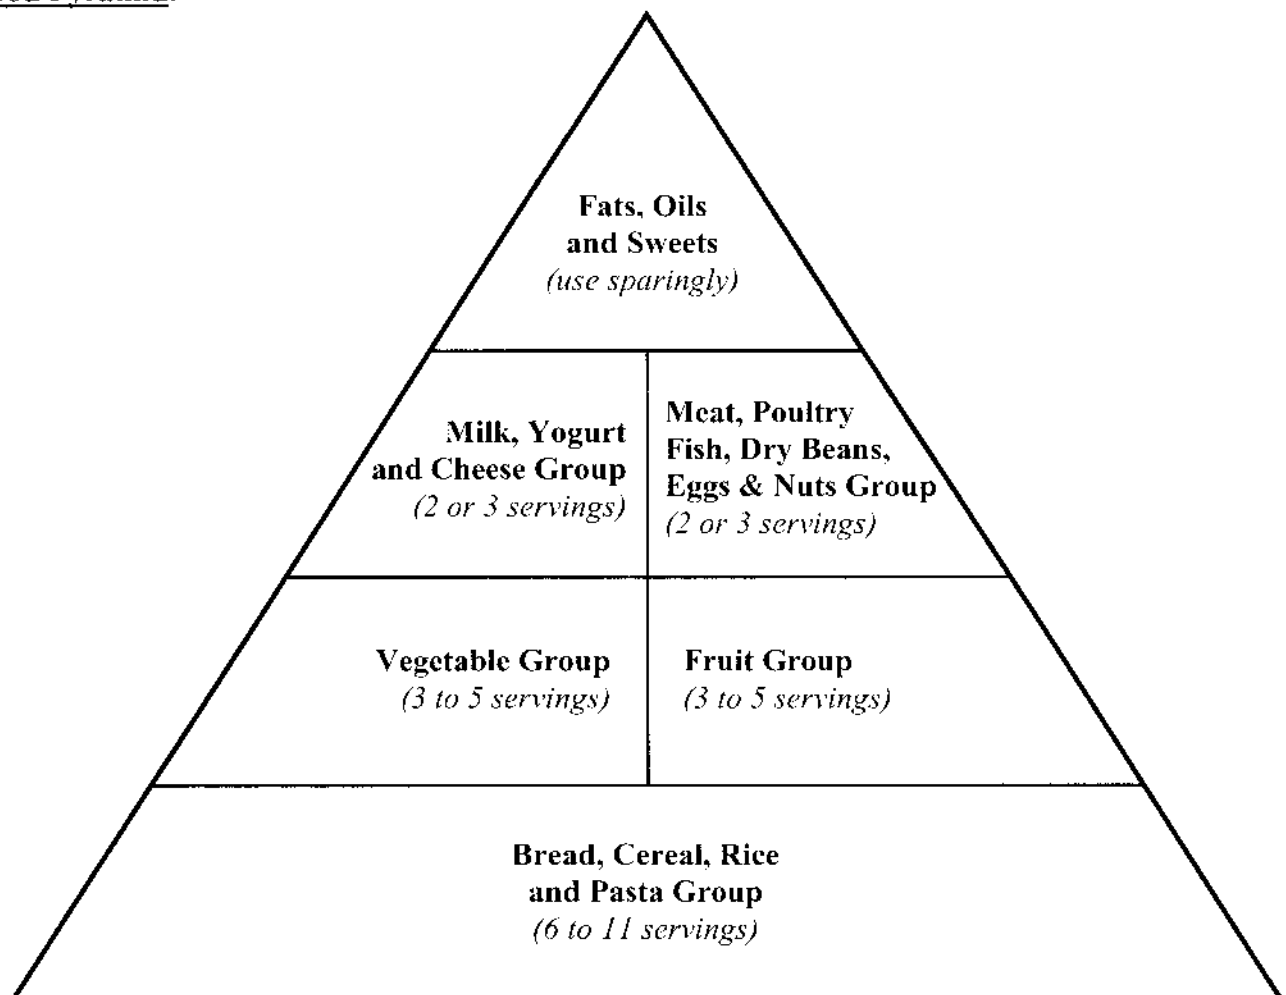 Fats, Oils
and Sweets
(use sparingly)
Milk, Yogurt
and Cheese Group
(2 or 3 servings)
Meat, Poultry
Fish, Dry Beans,
Eggs & Nuts Group
(2 or 3 servings)
Vegetable Group
(3 to 5 servings)
Fruit Group
(3 to 5 servings)
Bread, Cereal, Rice
and Pasta Group
(6 to 11 servings)